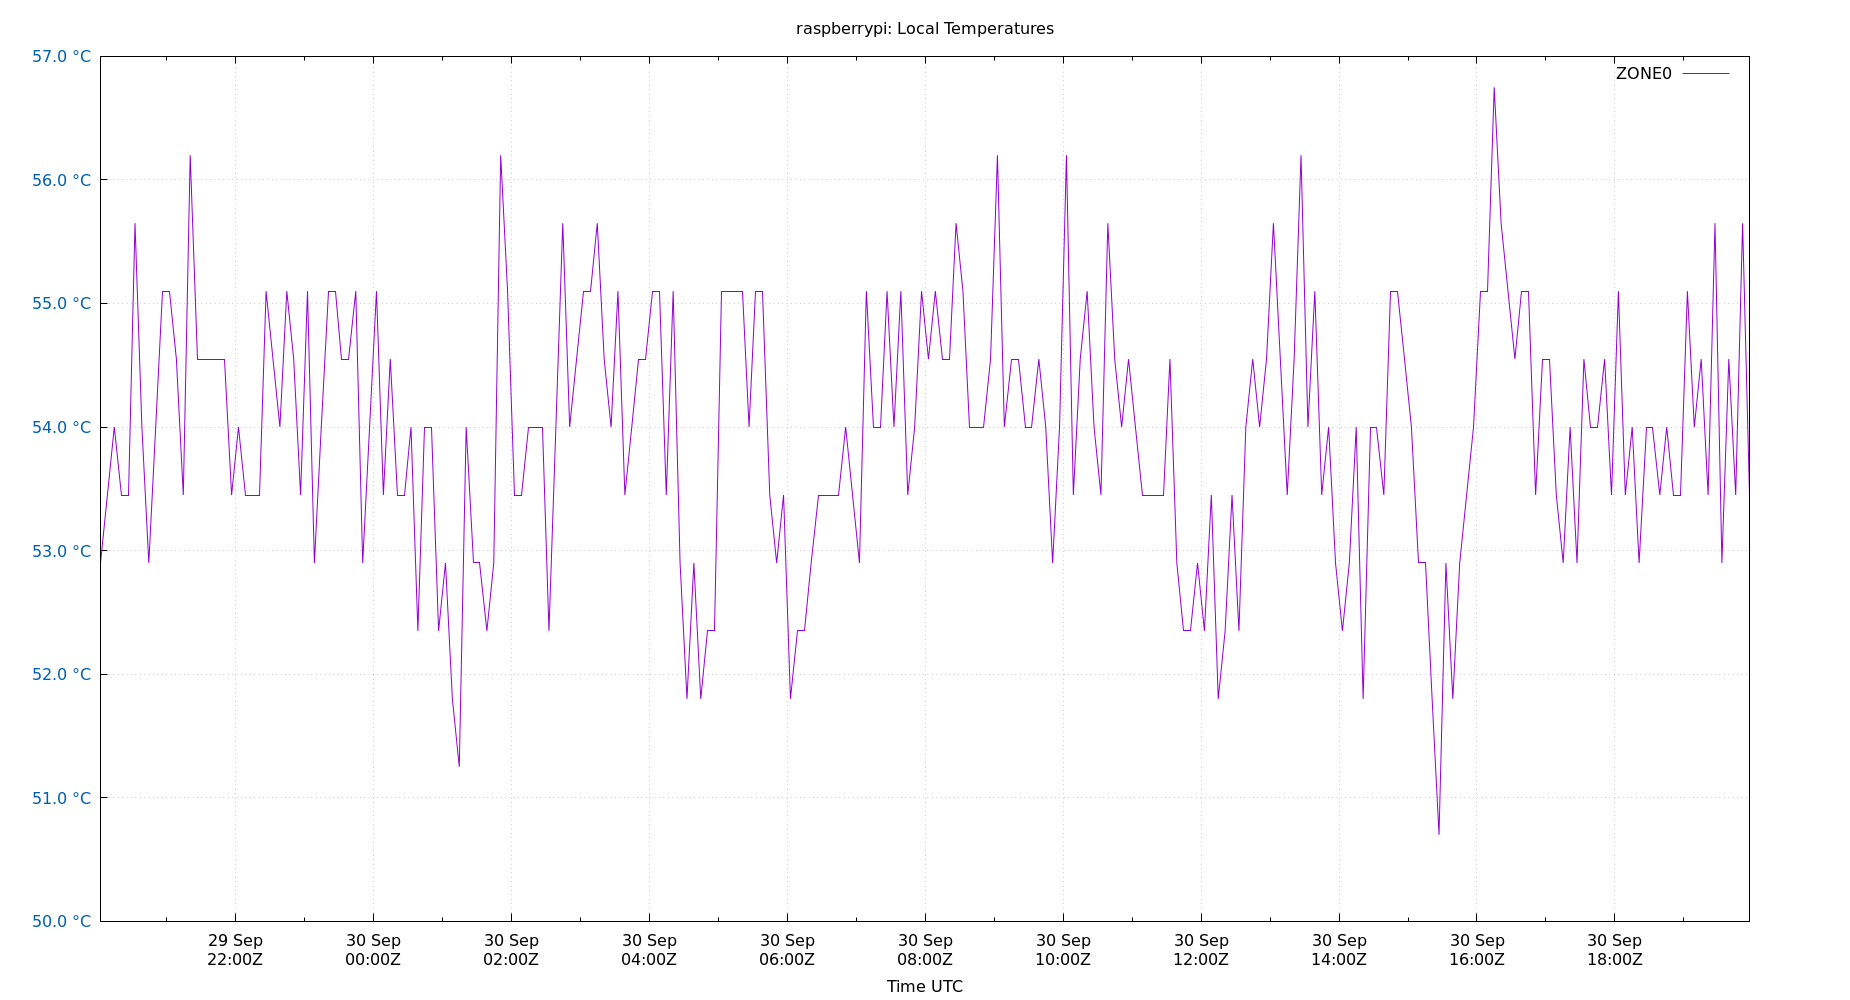 raspberrypi: Local Temperatures
57.0 °C
ZONE0
56.0 °C
55.0 °C
54.0 °C
53.0 °C
52.0 °C
51.0 °C
50.0 °C
29 Sep 30 Sep 30 Sep 30 Sep 30 Sep 30 Sep 30 Sep 30 Sep 30 Sep 30 Sep 30 Sep
22:00Z 00:00Z 02:00Z 04:00Z 06:00Z 08:00Z 10:00Z 12:00Z 14:00Z 16:00Z 18:00Z
Time UTC